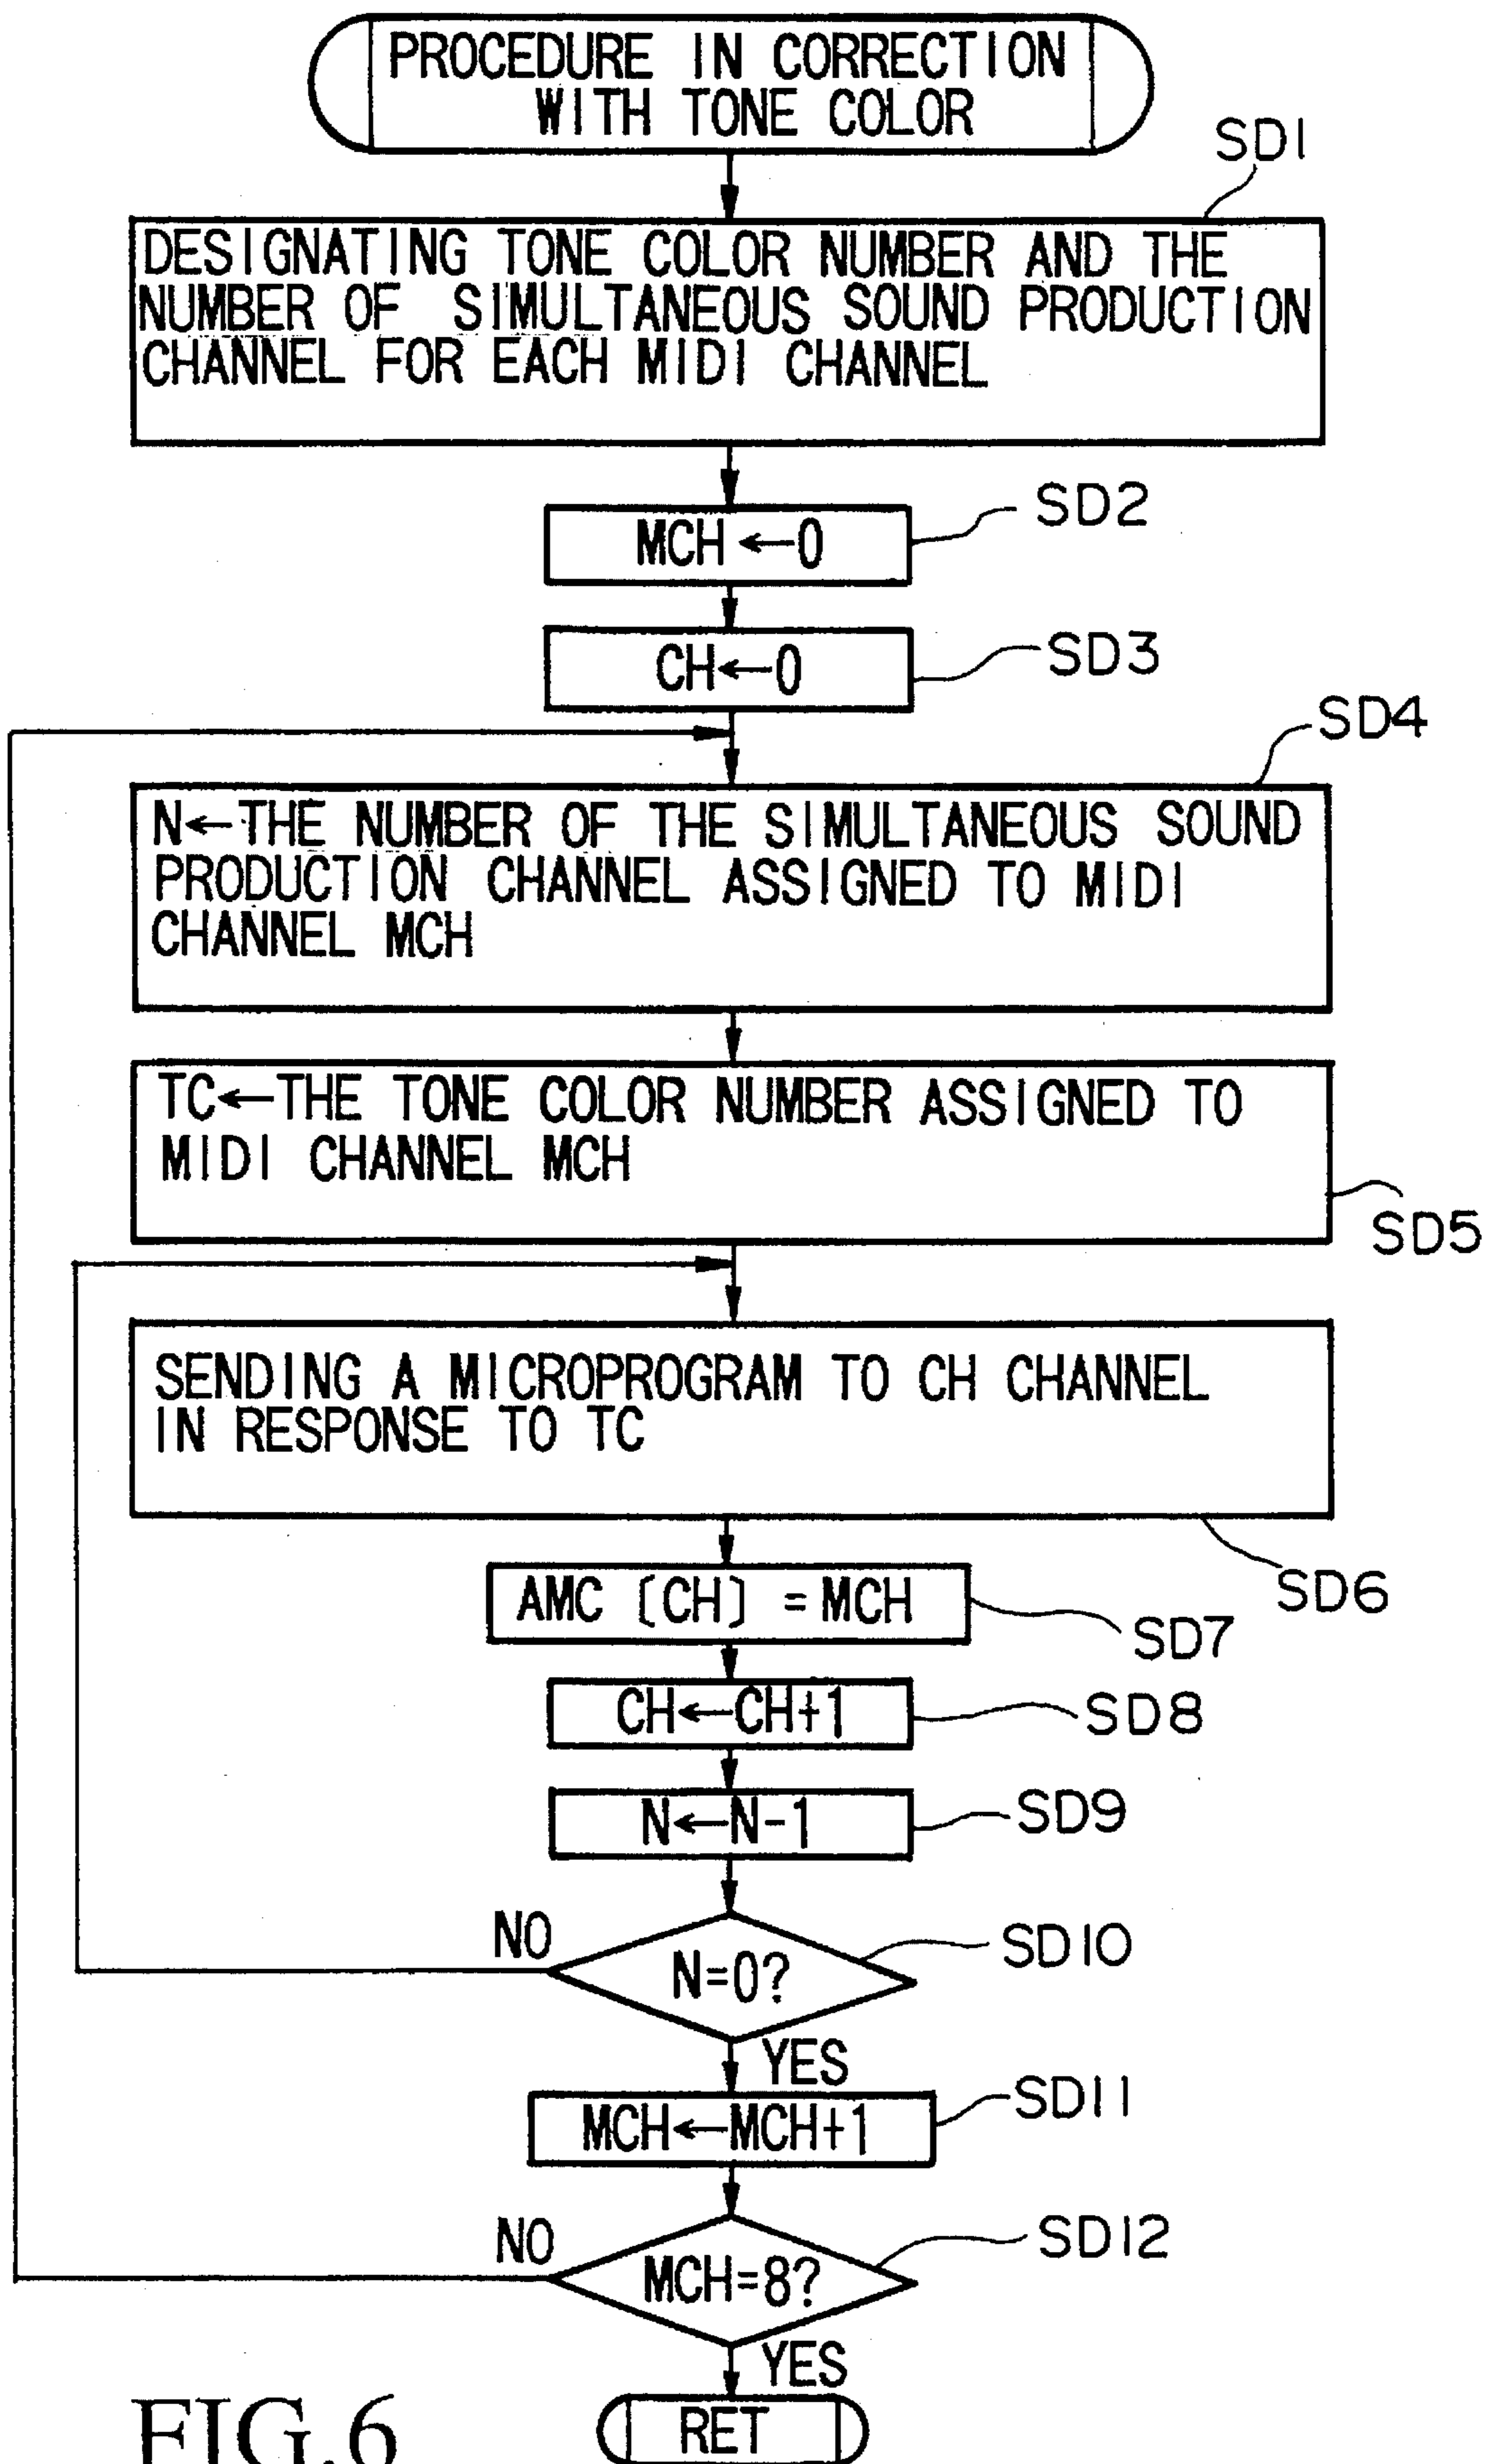 PROCEDURE IN CORRECTION
WITH TONE COLOR
SD1
DESIGNATING TONE COLOR NUMBER AND THE
NUMBER OF SIMULTANEOUS SOUND PRODUCTION
CHANNEL FOR EACH MIDI CHANNEL
MCH←0
SD2
CH←0
SD3
SD4
N←THE NUMBER OF THE SIMULTANEOUS SOUND
PRODUCTION CHANNEL ASSIGNED TO MIDI
CHANNEL MCH
TC←THE TONE COLOR NUMBER ASSIGNED TO
MIDI CHANNEL MCH
SD5
SENDING A MICROPROGRAM TO CH CHANNEL
IN RESPONSE TO TC
SD6
AMC [CH] = MCH
SD7
CH←CH+1
SD8
N←N-1
SD9
NO
N=0?
SD10
YES
MCH←MCH+1
SD11
NO
MCH=8?
SD12
YES
RET
FIG.6